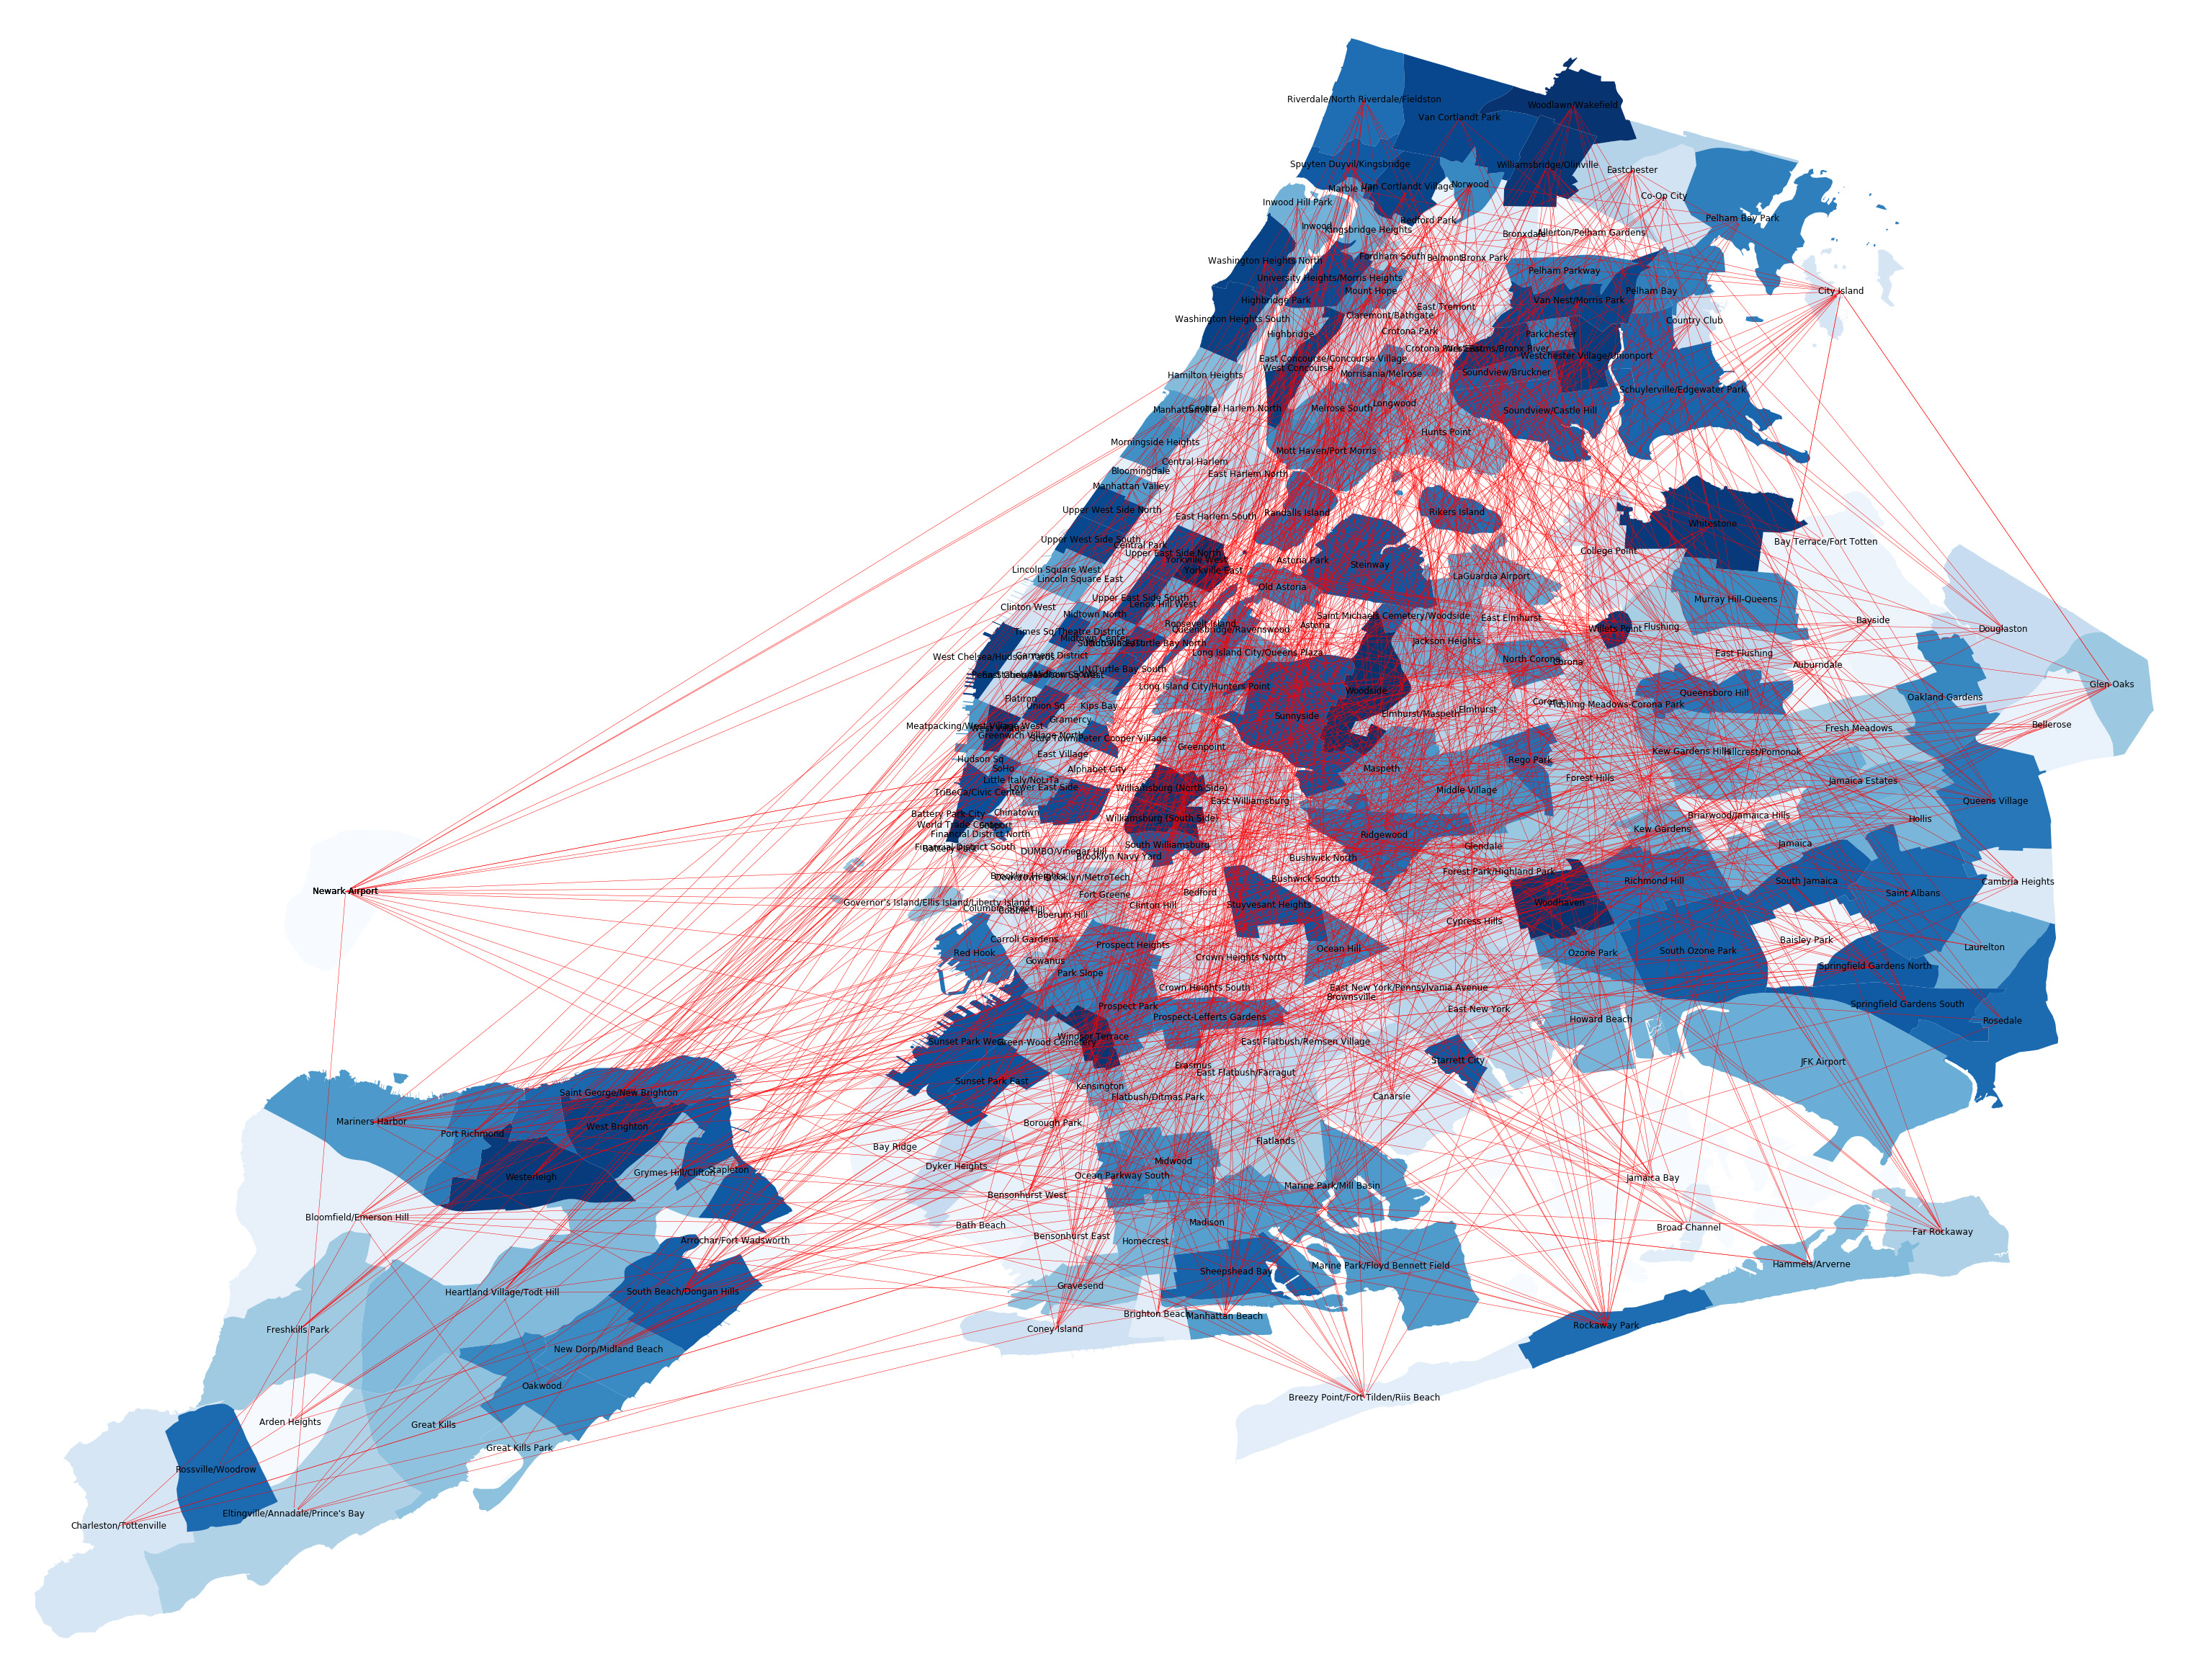 Riverdale/North Riverdale/Fieldston
Woodlawn/Wakefield
Van Cortlandt Park
Spuyten Duyvil/Kingsbridge
Williamsbridge/Olinville
Eastchester
Marble Hill
Van Cortlandt Village
Norwood
Co-Op City
Inwood Hill Park
Pelham Bay Park
Bedford Park
Inwood
Kingsbridge Heights
Bronxdale
Allerton/Pelham Gardens
Washington Heights North
Fordham South
Belmont
Bronx Park
University Heights/Morris Heights
Pelham Parkway
Mount Hope
Pelham Bay
City Island
Highbridge Park
Van Nest/Morris Park
East Tremont
Washington Heights South
Claremont/Bathgate
Country Club
Highbridge
Crotona Park
Parkchester
Crotona Park East
West Farms/Bronx River
East Concourse/Concourse Village
Westchester Village/Unionport
West Concourse
Hamilton Heights
Morrisania/Melrose
Soundview/Bruckner
Schuylerville/Edgewater Park
Manhattanville
Central Harlem North
Melrose South
Longwood
Soundview/Castle Hill
Hunts Point
Morningside Heights
Mott Haven/Port Morris
Central Harlem
Bloomingdale
East Harlem North
Manhattan Valley
Upper West Side North
Randalls Island
Rikers Island
East Harlem South
Whitestone
Upper West Side South
Central Park
Bay Terrace/Fort Totten
Upper East Side North
College Point
Yorkville West
Astoria Park
Steinway
Lincoln Square West
Yorkville East
LaGuardia Airport
Lincoln Square East
Old Astoria
Upper East Side South
Lenox Hill West
Murray Hill-Queens
Clinton West
Midtown North
Saint Michaels Cemetery/Woodside
East Elmhurst
Roosevelt Island
Astoria
Bayside
Times Sq/Theatre District
Queensbridge/Ravenswood
Willets Point
Flushing
Douglaston
Midtown Center
Jackson Heights
Sutton Place/Turtle Bay North
Long Island City/Queens Plaza
East Flushing
West Chelsea/Hudson Yards
Garment District
North Corona
Corona
Auburndale
UN/Turtle Bay South
Midtown South
Long Island City/Hunters Point
Woodside
Glen Oaks
Queensboro Hill
Oakland Gardens
Flatiron
Union Sq
Kips Bay
Corona
Flushing Meadows-Corona Park
Elmhurst
Elmhurst/Maspeth
Sunnyside
Gramercy
Meatpacking/West Village West
West Village
Bellerose
Fresh Meadows
Greenwich Village North
Stuy Town/Peter Cooper Village
Greenpoint
Kew Gardens Hills
Hillcrest/Pomonok
East Village
Hudson Sq
Rego Park
SoHo
Alphabet City
Maspeth
Forest Hills
Little Italy/NoLiTa
Jamaica Estates
Lower East Side
Williamsburg (North Side)
TriBeCa/Civic Center
Middle Village
East Williamsburg
Queens Village
Battery Park City
Chinatown
Williamsburg (South Side)
Briarwood/Jamaica Hills
Hollis
World Trade Center
Seaport
Kew Gardens
Financial District North
Ridgewood
Financial District South
Battery Park
South Williamsburg
Glendale
Jamaica
DUMBO/Vinegar Hill
Brooklyn Navy Yard
Bushwick North
Brooklyn Heights
Downtown Brooklyn/MetroTech
Bushwick South
Forest Park/Highland Park
Richmond Hill
South Jamaica
Cambria Heights
Newark Airport
Fort Greene
Bedford
Saint Albans
Governor's Island/Ellis Island/Liberty Island
Clinton Hill
Stuyvesant Heights
Woodhaven
Columbia Street
Cobble Hill
Boerum Hill
Cypress Hills
Carroll Gardens
Prospect Heights
Baisley Park
Red Hook
Ocean Hill
Ozone Park
South Ozone Park
Laurelton
Gowanus
Crown Heights North
Park Slope
Springfield Gardens North
Crown Heights South
East New York/Pennsylvania Avenue
Brownsville
Prospect Park
Springfield Gardens South
Prospect-Lefferts Gardens
East New York
Howard Beach
Rosedale
Windsor Terrace
Sunset Park West
Green-Wood Cemetery
East Flatbush/Remsen Village
Starrett City
JFK Airport
Erasmus
East Flatbush/Farragut
Sunset Park East
Kensington
Saint George/New Brighton
Flatbush/Ditmas Park
Canarsie
Mariners Harbor
Borough Park
West Brighton
Port Richmond
Flatlands
Bay Ridge
Midwood
Dyker Heights
Grymes Hill/Clifton
Stapleton
Ocean Parkway South
Westerleigh
Jamaica Bay
Marine Park/Mill Basin
Bensonhurst West
Bloomfield/Emerson Hill
Madison
Bath Beach
Broad Channel
Far Rockaway
Bensonhurst East
Homecrest
Arrochar/Fort Wadsworth
Hammels/Arverne
Marine Park/Floyd Bennett Field
Sheepshead Bay
Gravesend
Heartland Village/Todt Hill
South Beach/Dongan Hills
Brighton Beach
Manhattan Beach
Rockaway Park
Freshkills Park
Coney Island
New Dorp/Midland Beach
Oakwood
Breezy Point/Fort Tilden/Riis Beach
Arden Heights
Great Kills
Great Kills Park
Rossville/Woodrow
Eltingville/Annadale/Prince's Bay
Charleston/Tottenville